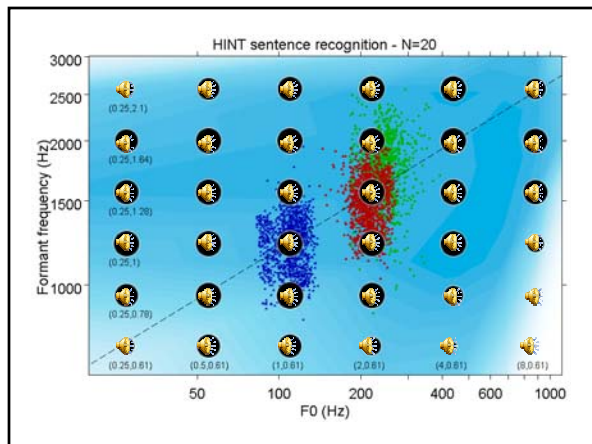 HINT sentence recognition - N=20
3000
2500
2000
1500
1000
Formant frequency (Hz)
(0.25,2.1)
(0.25,1.64)
(0.25,1.28)
(0.25,1)
(0.25,0.78)
(0.25,0.61) (0.5,0.61) (1,0.61) (2,0.61) (4,0.61) (8,0.61)
50 100 200 400 600 1000
F0 (Hz)